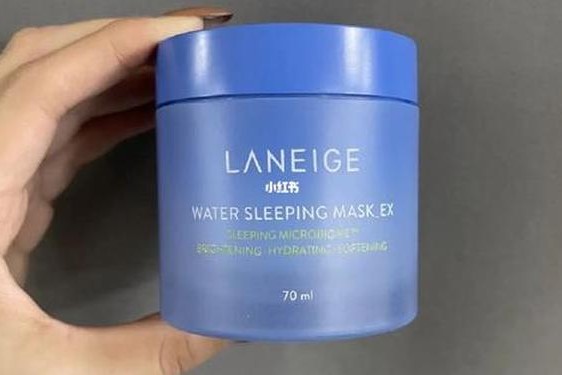 LANEIGE
小红书
WATER SLEEPING MASK_EX
SLEEPING MICROBIOME™
BRIGHTENING · HYDRATING · SOFTENING
70 ml